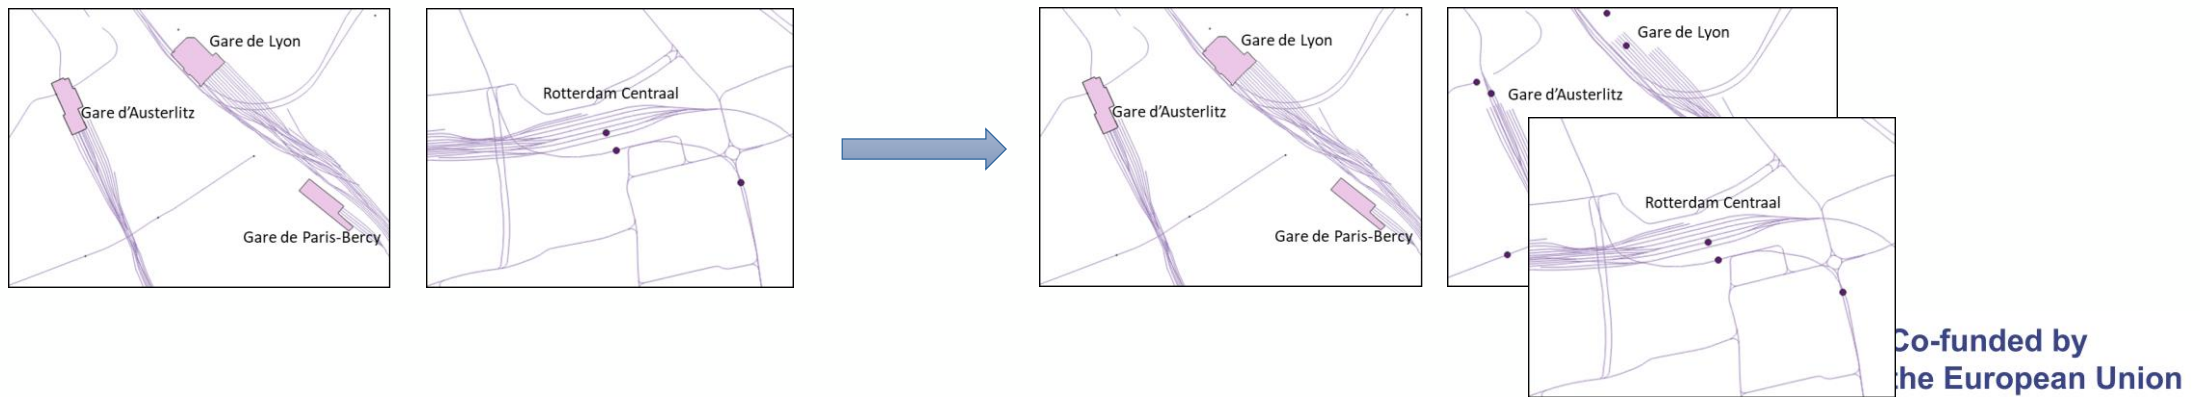 Gare de Lyon
Gare d'Austerlitz
Gare de Paris-Bercy
Rotterdam Centraal
Gare de Lyon
Gare d'Austerlitz
Gare de Paris-Bercy
Gare de Lyon
Gare d'Austerlitz
Rotterdam Centraal
Co-funded by
the European Union